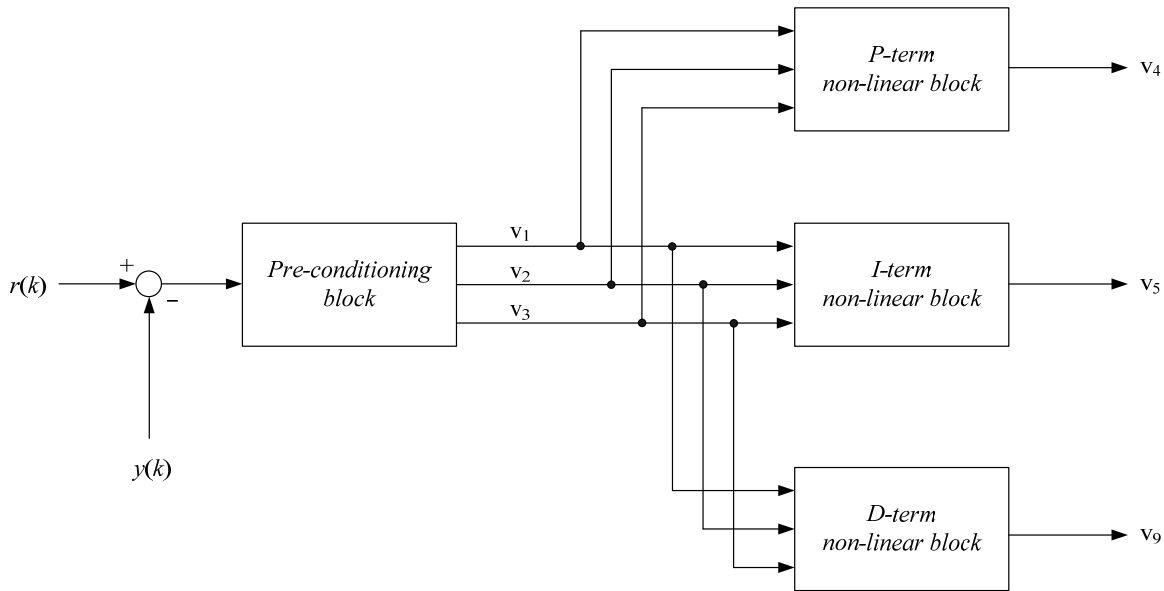 P-term
non-linear block
v4
v1
v2
v3
Pre-conditioning
block
r(k)
+
−
y(k)
I-term
non-linear block
v5
D-term
non-linear block
v9